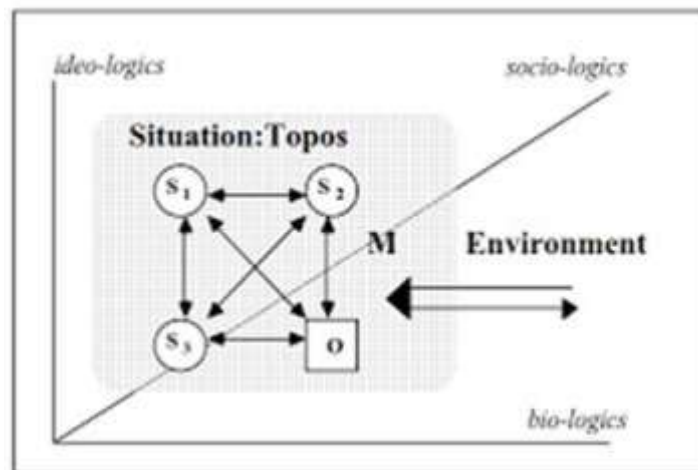 ideo-logics
socio-logics
Situation:Topos
S1 S2
M Environment
S3 O
bio-logics